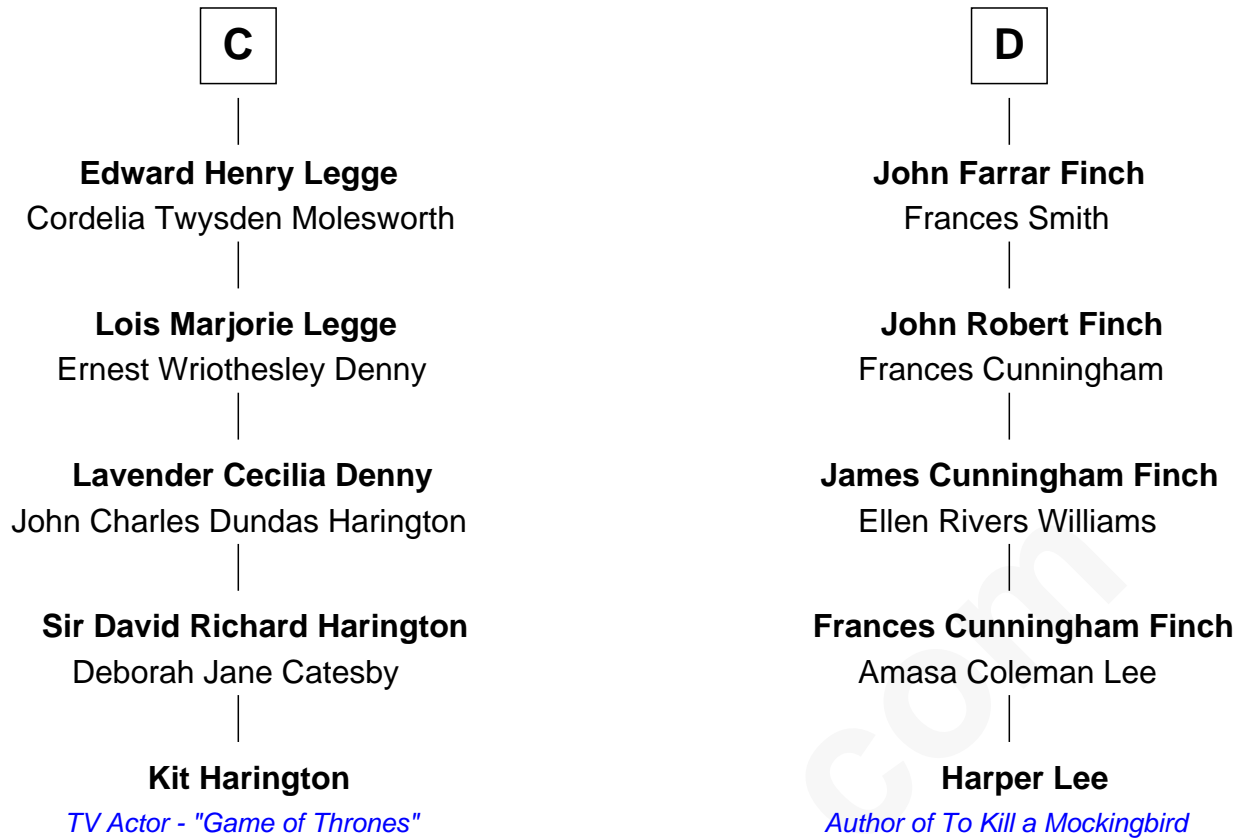 C
Edward Henry Legge
Cordelia Twysden Molesworth
Lois Marjorie Legge
Ernest Wriothesley Denny
Lavender Cecilia Denny
John Charles Dundas Harington
Sir David Richard Harington
Deborah Jane Catesby
Kit Harington
TV Actor - "Game of Thrones"
D
John Farrar Finch
Frances Smith
John Robert Finch
Frances Cunningham
James Cunningham Finch
Ellen Rivers Williams
Frances Cunningham Finch
Amasa Coleman Lee
Harper Lee
Author of To Kill a Mockingbird
com